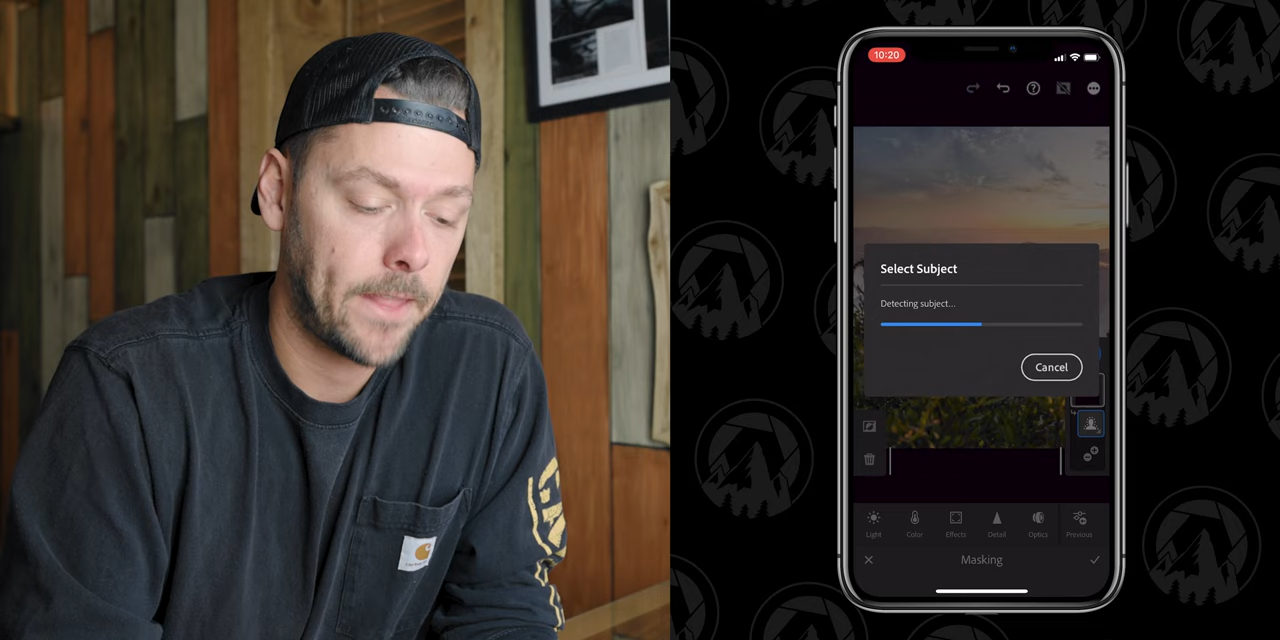 10:20
Select Subject
Detecting subject...
Cancel
Light
Color
Effects
Detail
Optics
Previous
Masking